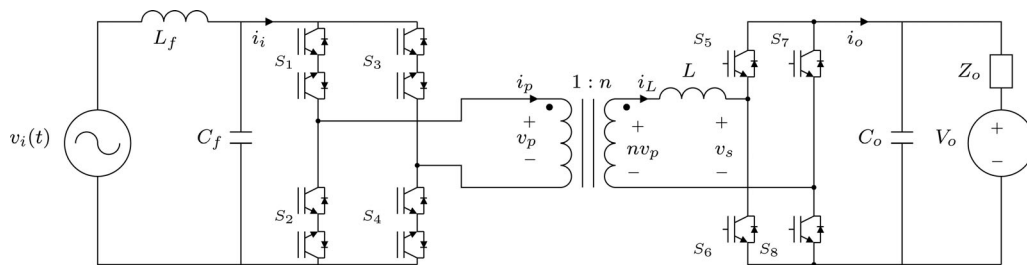 L_f
i_i
S_1
S_3
i_p
1 : n
i_L
L
S_5
S_7
i_o
Z_o
v_i(t)
C_f
+
v_p
−
+
nv_p
−
+
v_s
−
C_o
V_o
+
−
S_2
S_4
S_6
S_8